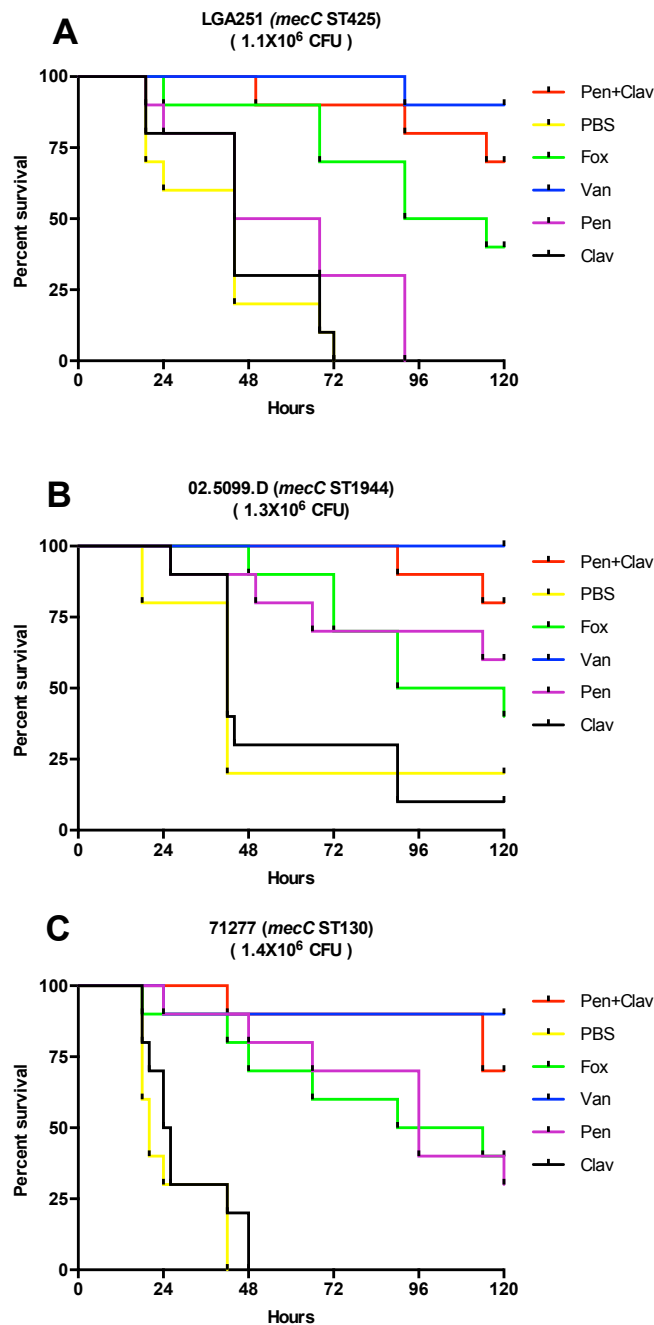 A
LGA251 (mecC ST425)
( 1.1X10⁶ CFU )
Percent survival
100
75
50
25
0
0 24 48 72 96 120
Hours
Pen+Clav
PBS
Fox
Van
Pen
Clav
B
02.5099.D (mecC ST1944)
( 1.3X10⁶ CFU)
Percent survival
100
75
50
25
0
0 24 48 72 96 120
Hours
Pen+Clav
PBS
Fox
Van
Pen
Clav
C
71277 (mecC ST130)
( 1.4X10⁶ CFU )
Percent survival
100
75
50
25
0
0 24 48 72 96 120
Hours
Pen+Clav
PBS
Fox
Van
Pen
Clav